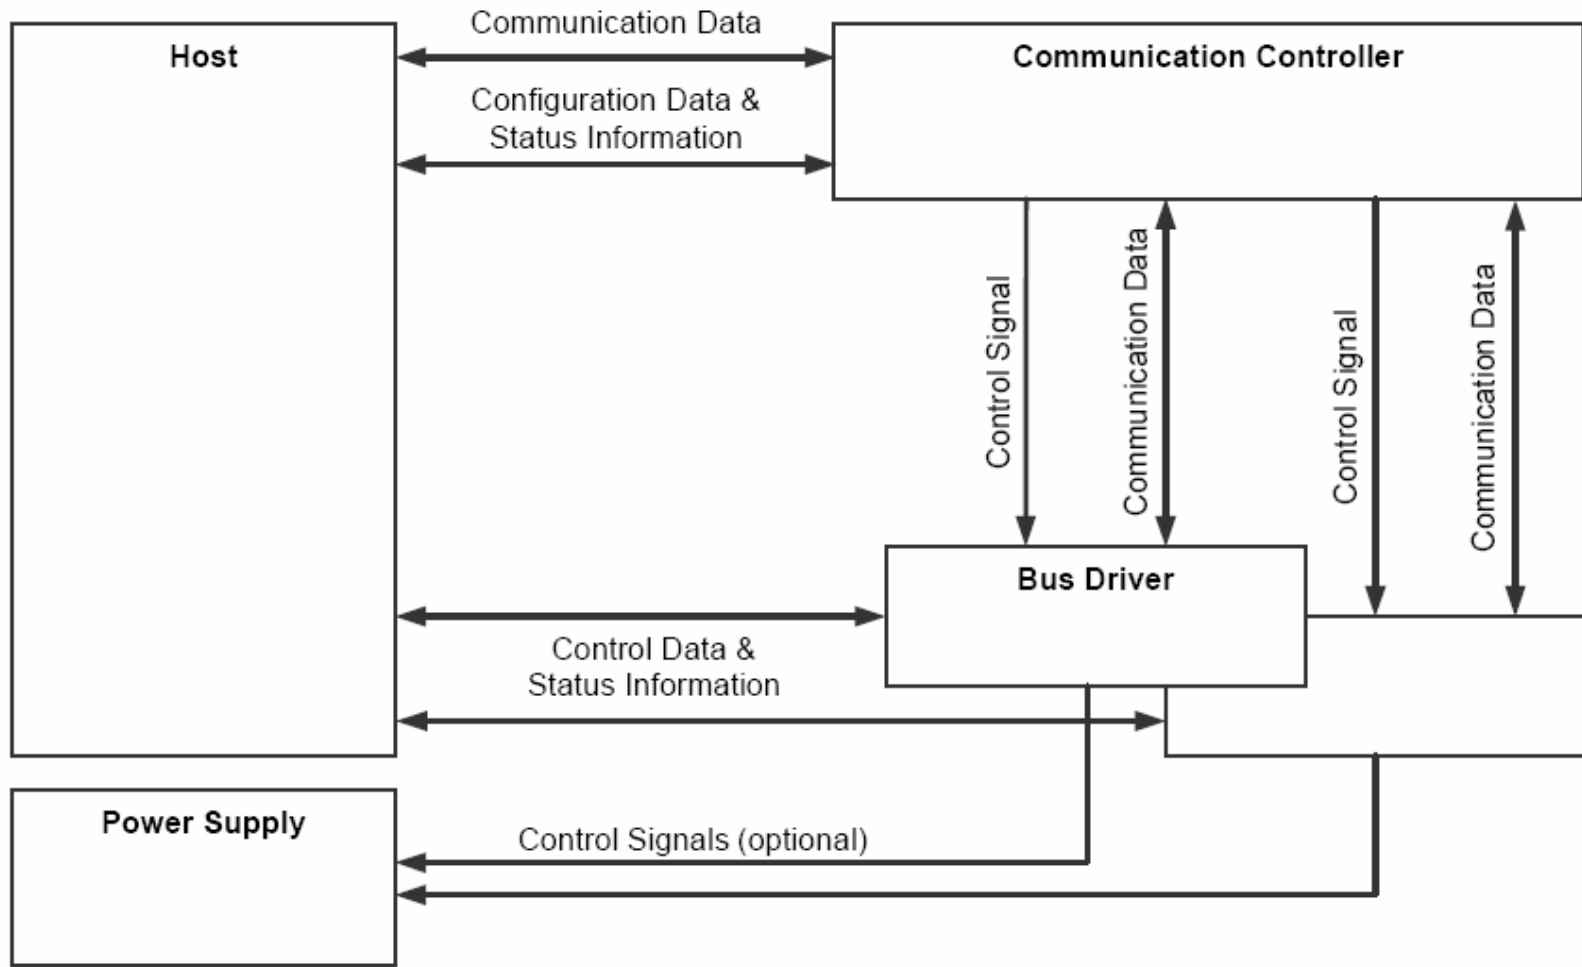 Communication Data
Host
Communication Controller
Configuration Data &
Status Information
Control Signal
Communication Data
Control Signal
Communication Data
Bus Driver
Control Data &
Status Information
Power Supply
Control Signals (optional)